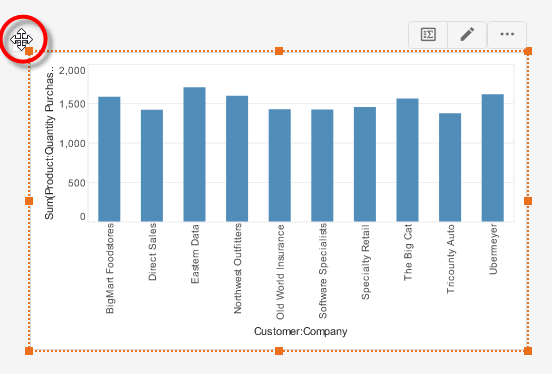 Sum(Product:Quantity Purchas..
2,000
1,500
1,000
500
0
BigMart Foodstores
Direct Sales
Eastern Data
Northwest Outfitters
Old World Insurance
Software Specialists
Specialty Retail
The Big Cat
Tricounty Auto
Ubermeyer
Customer:Company